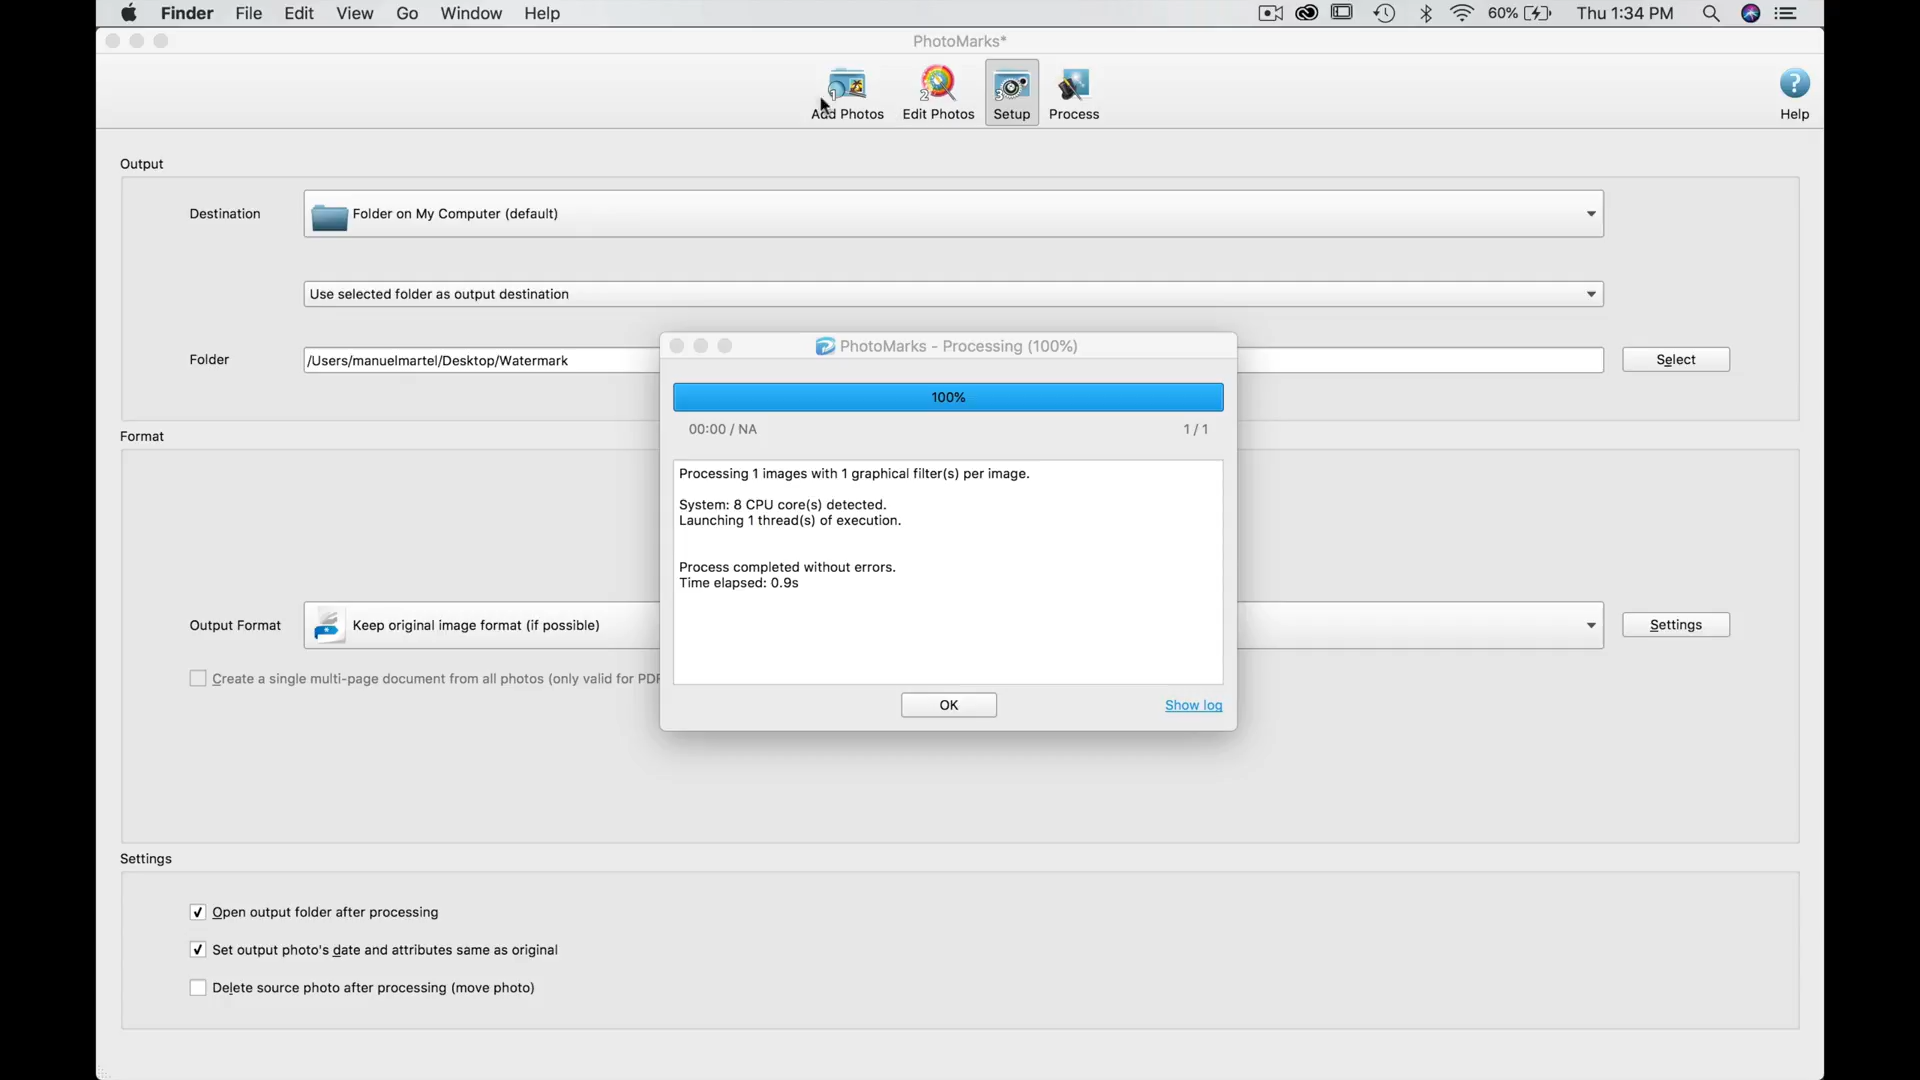 Finder File Edit View Go Window Help 60% Thu 1:34 PM
PhotoMarks*
1 2 3
Add Photos Edit Photos Setup Process Help
Output
Destination Folder on My Computer (default)
Use selected folder as output destination
Folder /Users/manuelmartel/Desktop/Watermark Select
PhotoMarks - Processing (100%)
100%
00:00 / NA 1 / 1
Processing 1 images with 1 graphical filter(s) per image.
System: 8 CPU core(s) detected.
Launching 1 thread(s) of execution.
Process completed without errors.
Time elapsed: 0.9s
OK Show log
Format
Output Format Keep original image format (if possible) Settings
Create a single multi-page document from all photos (only valid for PDF
Settings
Open output folder after processing
Set output photo's date and attributes same as original
Delete source photo after processing (move photo)